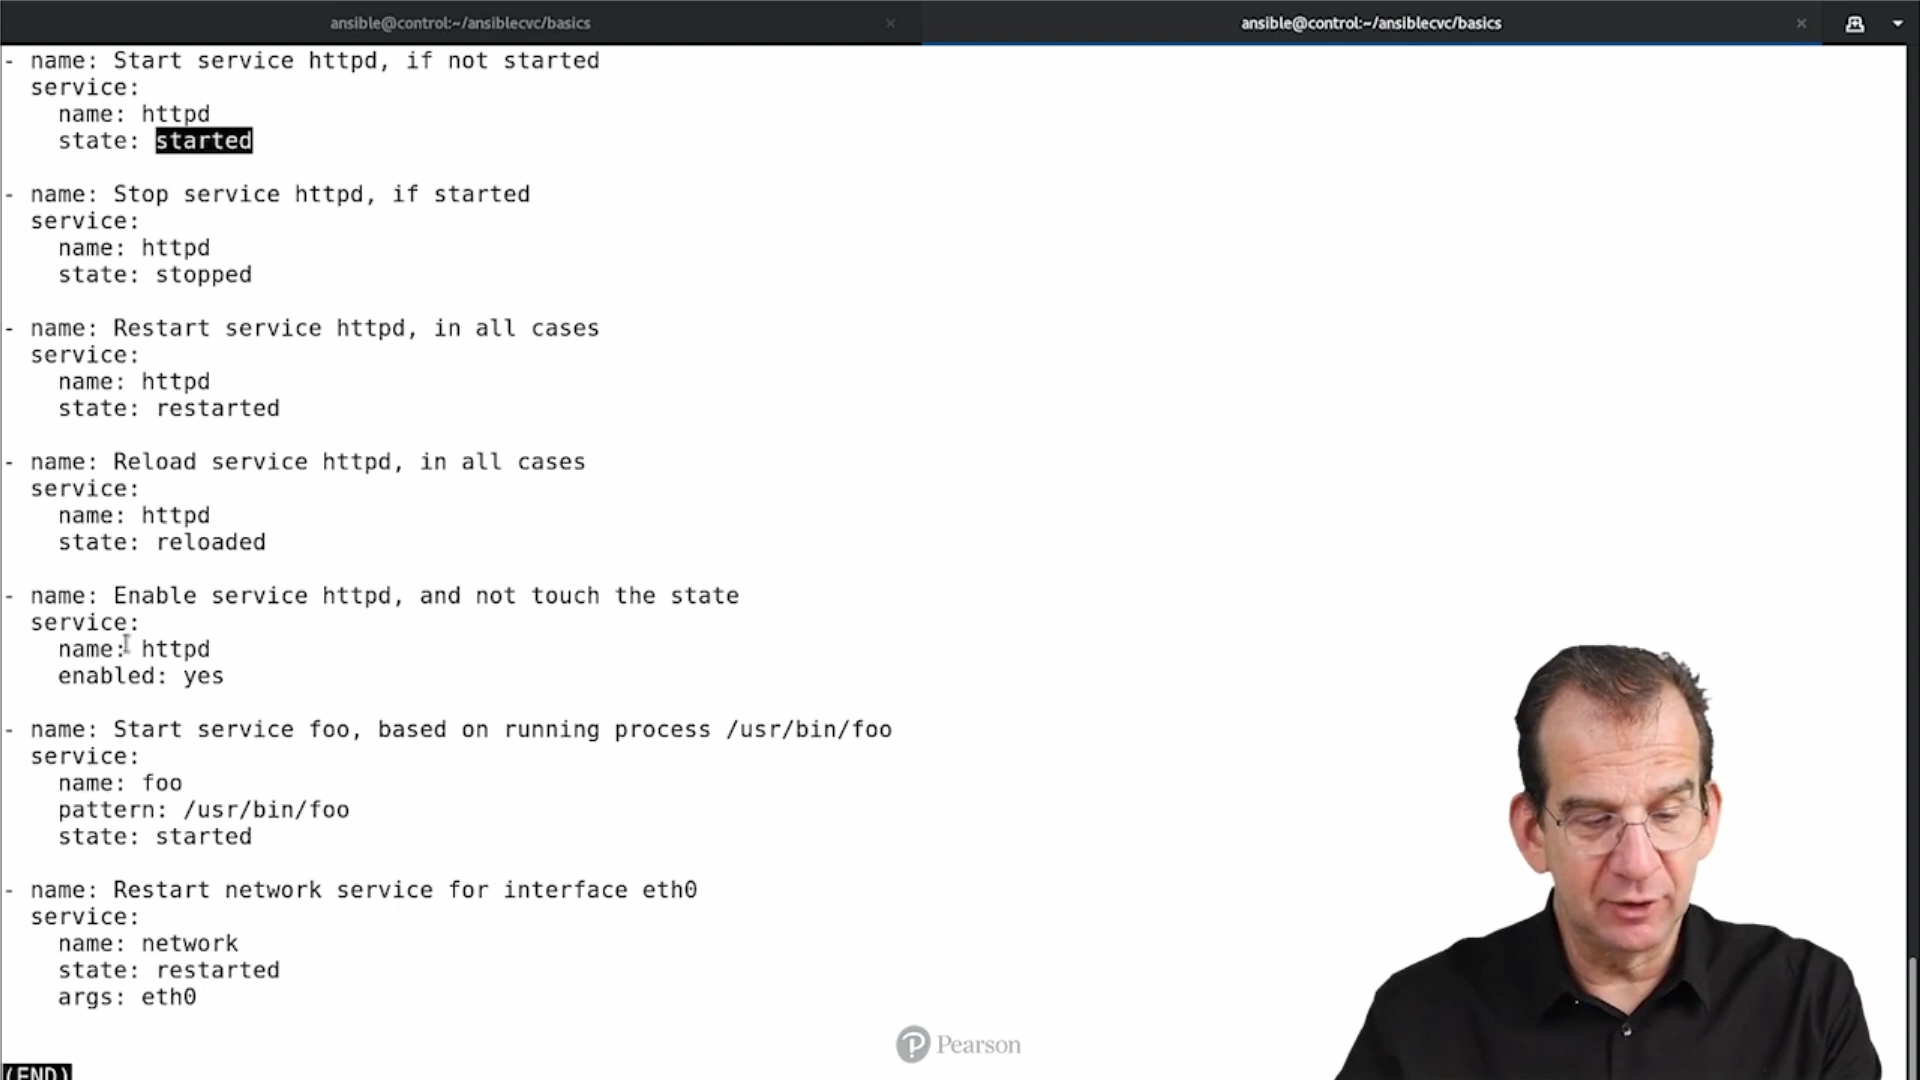 ansible@control:~/ansiblecvc/basics
ansible@control:~/ansiblecvc/basics
- name: Start service httpd, if not started
  service:
    name: httpd
    state: started
- name: Stop service httpd, if started
  service:
    name: httpd
    state: stopped
- name: Restart service httpd, in all cases
  service:
    name: httpd
    state: restarted
- name: Reload service httpd, in all cases
  service:
    name: httpd
    state: reloaded
- name: Enable service httpd, and not touch the state
  service:
    name: httpd
    enabled: yes
- name: Start service foo, based on running process /usr/bin/foo
  service:
    name: foo
    pattern: /usr/bin/foo
    state: started
- name: Restart network service for interface eth0
  service:
    name: network
    state: restarted
    args: eth0
Pearson
(END)